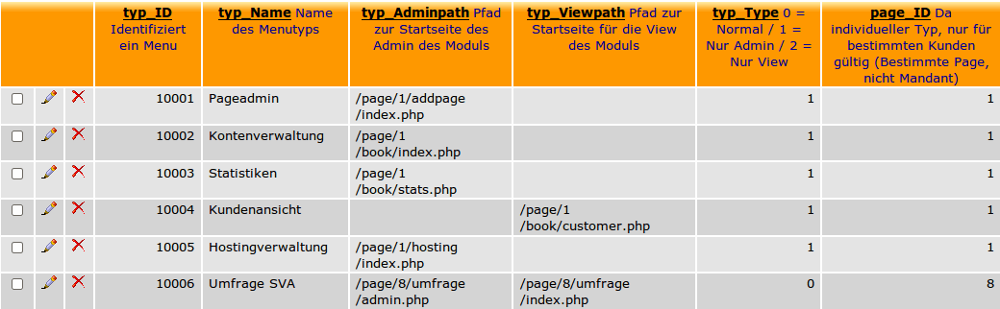 typ_ID Identifiziert ein Menu typ_Name Name des Menutyps typ_Adminpath Pfad zur Startseite des Admin des Moduls typ_Viewpath Pfad zur Startseite für die View des Moduls typ_Type 0 = Normal / 1 = Nur Admin / 2 = Nur View page_ID Da individueller Typ, nur für bestimmten Kunden gültig (Bestimmte Page, nicht Mandant)
10001 Pageadmin /page/1/addpage /index.php 1 1
10002 Kontenverwaltung /page/1 /book/index.php 1 1
10003 Statistiken /page/1 /book/stats.php 1 1
10004 Kundenansicht /page/1 /book/customer.php 1 1
10005 Hostingverwaltung /page/1/hosting /index.php 1 1
10006 Umfrage SVA /page/8/umfrage /admin.php /page/8/umfrage /index.php 0 8